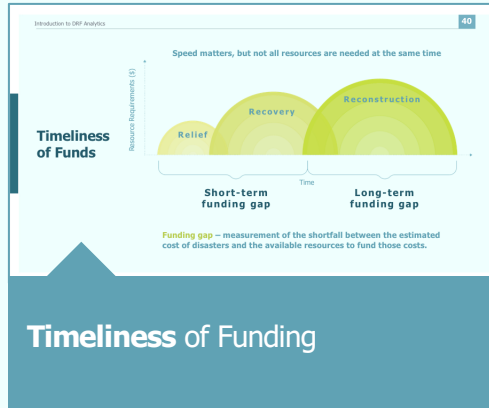 Introduction to DRF Analytics
40
Speed matters, but not all resources are needed at the same time
Timeliness
of Funds
Resource Requirements ($)
Relief
Recovery
Reconstruction
Time
Short-term
funding gap
Long-term
funding gap
Funding gap – measurement of the shortfall between the estimated
cost of disasters and the available resources to fund those costs.
Timeliness of Funding